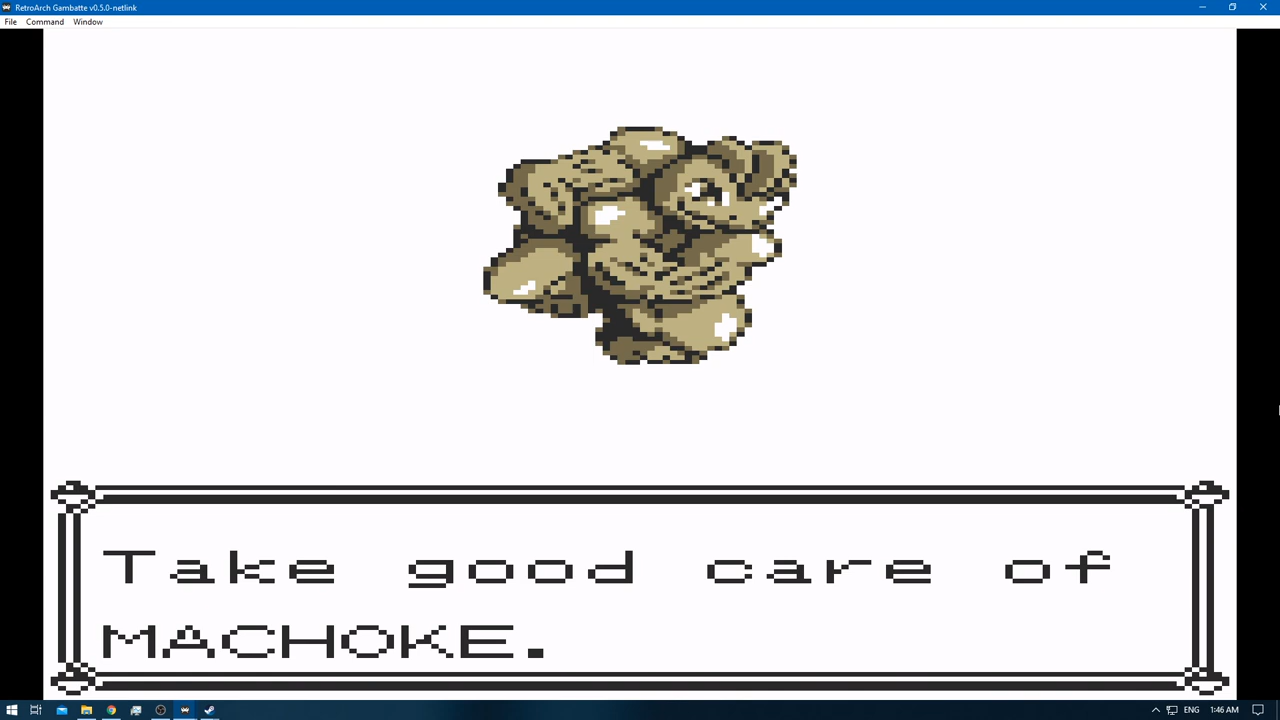 RetroArch Gambatte v0.5.0-netlink
File Command Window
Take good care of
MACHOKE.
ENG 1:46 AM